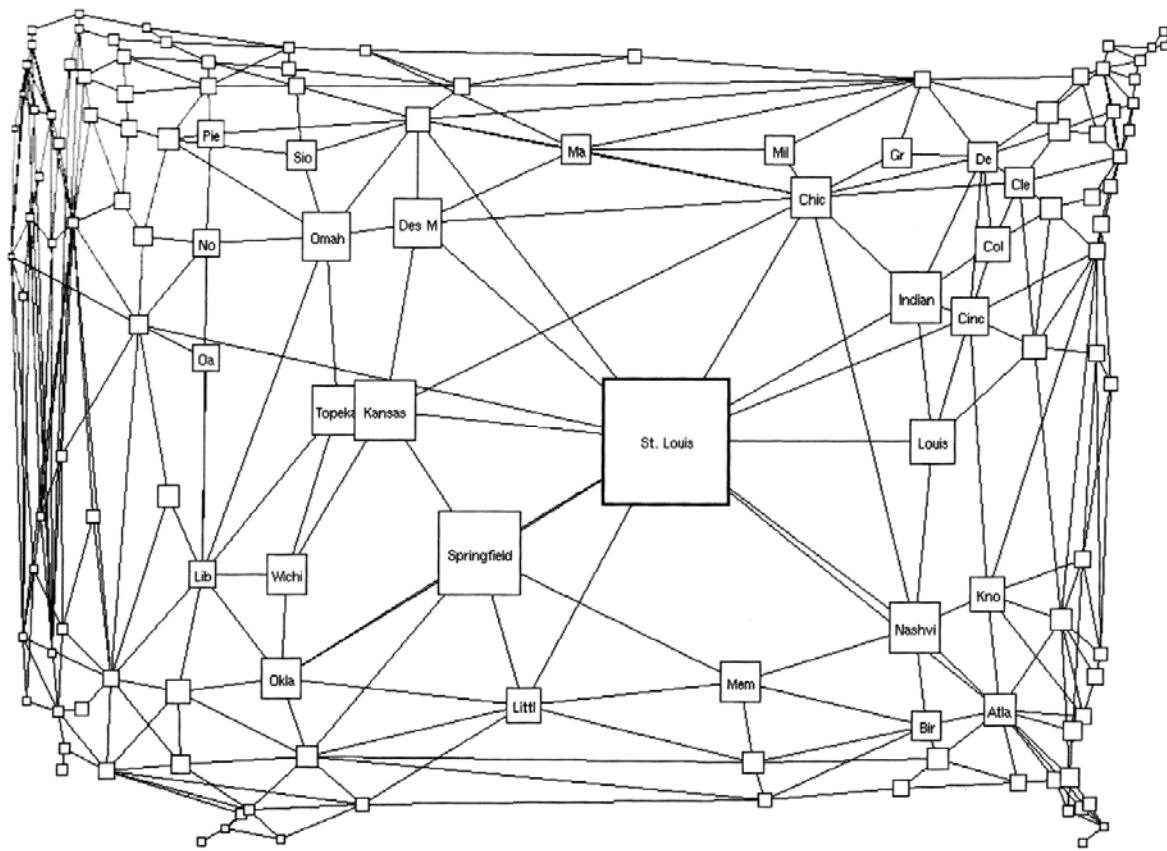 Pie
Sio
Ma
Mil
Gr
De
Cle
Chic
Des M
Omah
No
Col
Indian
Cinc
Oa
Topeka
Kansas
St. Louis
Louis
Springfield
Lib
Wichi
Kno
Nashvi
Okla
Mem
Littl
Atla
Bir